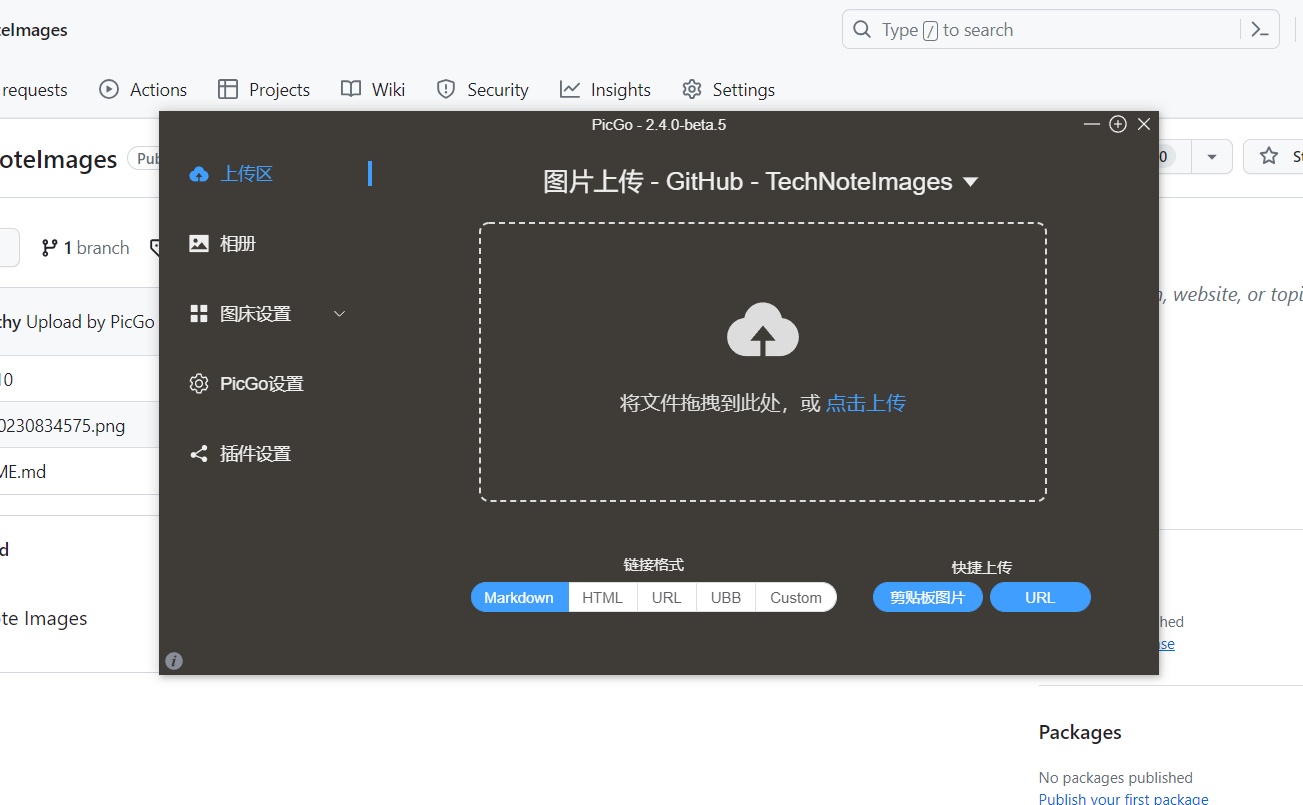 teImages
Type / to search
requests
Actions
Projects
Wiki
Security
Insights
Settings
PicGo - 2.4.0-beta.5
oteImages
Pub
0
St
上传区
图片上传 - GitHub - TechNoteImages
1 branch
相册
图床设置
PicGo设置
插件设置
将文件拖拽到此处，或 点击上传
n, website, or topi
chy Upload by PicGo
10
0230834575.png
ME.md
d
te Images
链接格式
快捷上传
Markdown
HTML
URL
UBB
Custom
剪贴板图片
URL
hed
se
Packages
No packages published
Publish your first package